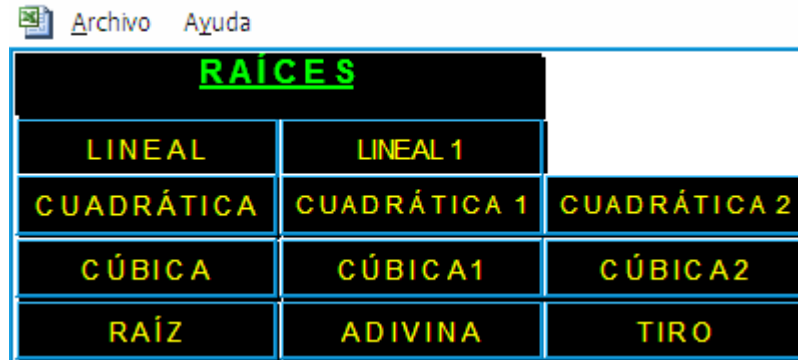 Archivo Ayuda
RAÍCES
LINEAL LINEAL 1
CUADRÁTICA CUADRÁTICA 1 CUADRÁTICA 2
CÚBICA CÚBICA1 CÚBICA2
RAÍZ ADIVINA TIRO